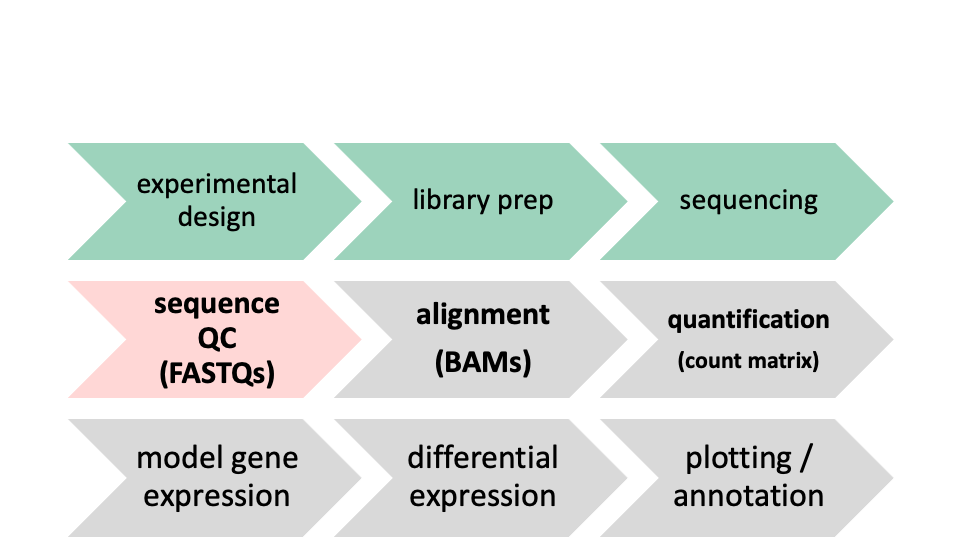 experimental
design
library prep
sequencing
sequence
QC
(FASTQs)
alignment
(BAMs)
quantification
(count matrix)
model gene
expression
differential
expression
plotting /
annotation